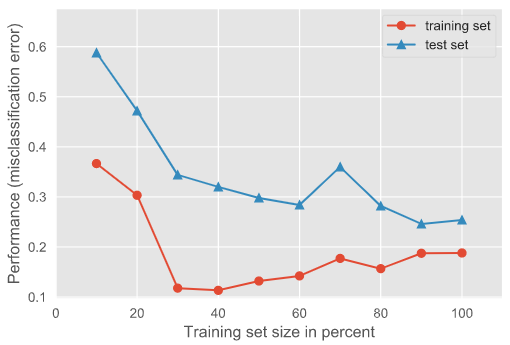 training set
test set
0.6
0.5
0.4
0.3
0.2
0.1
Performance (misclassification error)
0 20 40 60 80 100
Training set size in percent